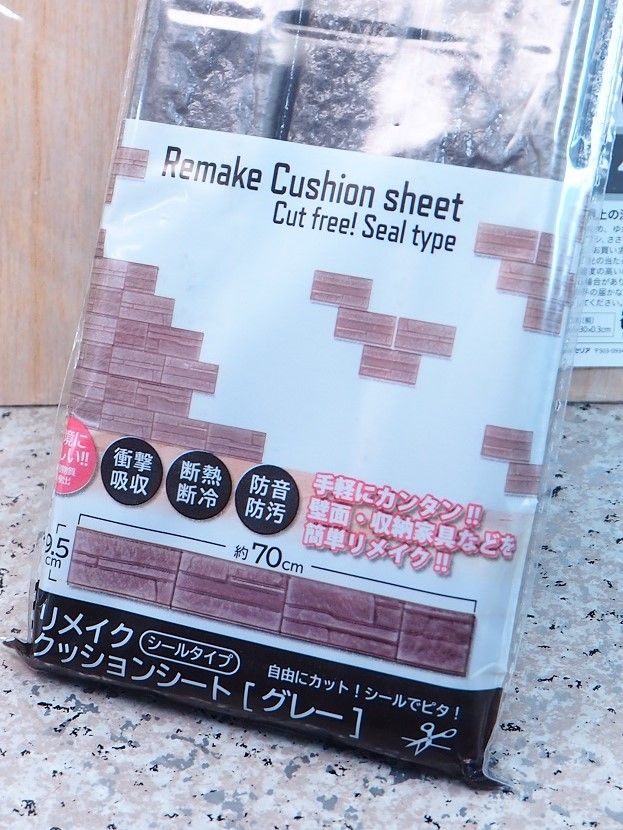 Remake Cushion sheet
Cut free! Seal type
衝撃
吸収
断熱
断冷
防音
防汚
手軽にカンタン!!
壁面・収納家具などを
簡単リメイク!!
9.5
cm
約70cm
リメイク
シールタイプ
クッションシート［グレー］
自由にカット！シールでピタ！